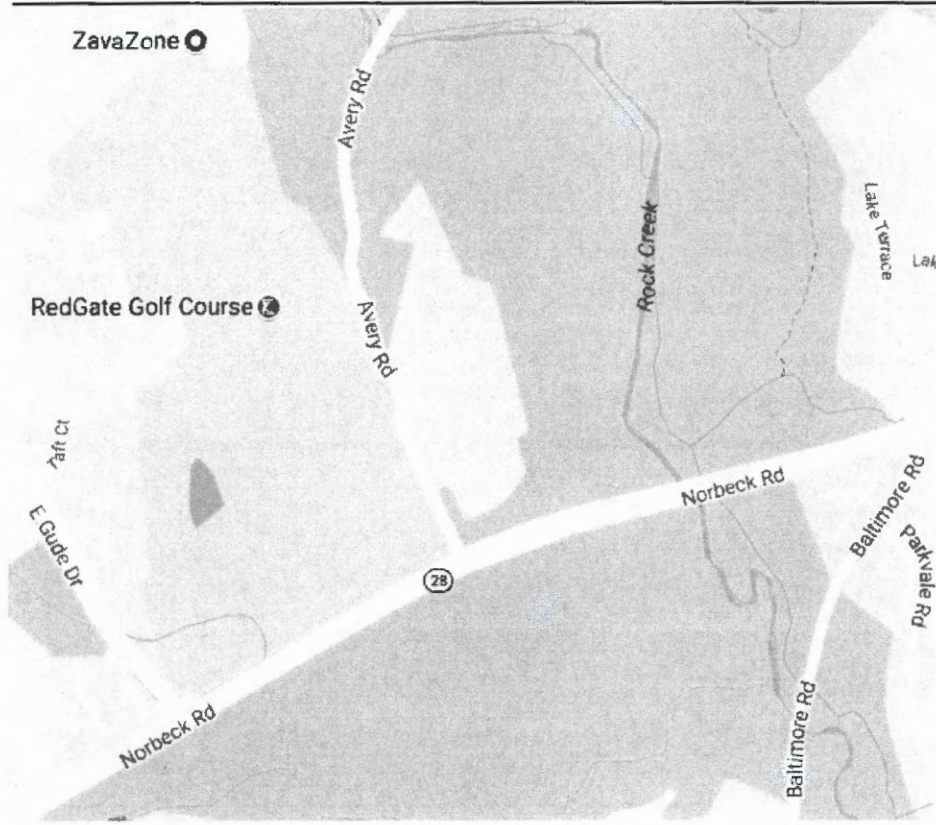 ZavaZone
Avery Rd
Lake Terrace
Rock Creek
Lak
RedGate Golf Course
Avery Rd
Taft Ct
Norbeck Rd
Baltimore Rd
E Gude Dr
Parkvale Rd
28
Norbeck Rd
Baltimore Rd